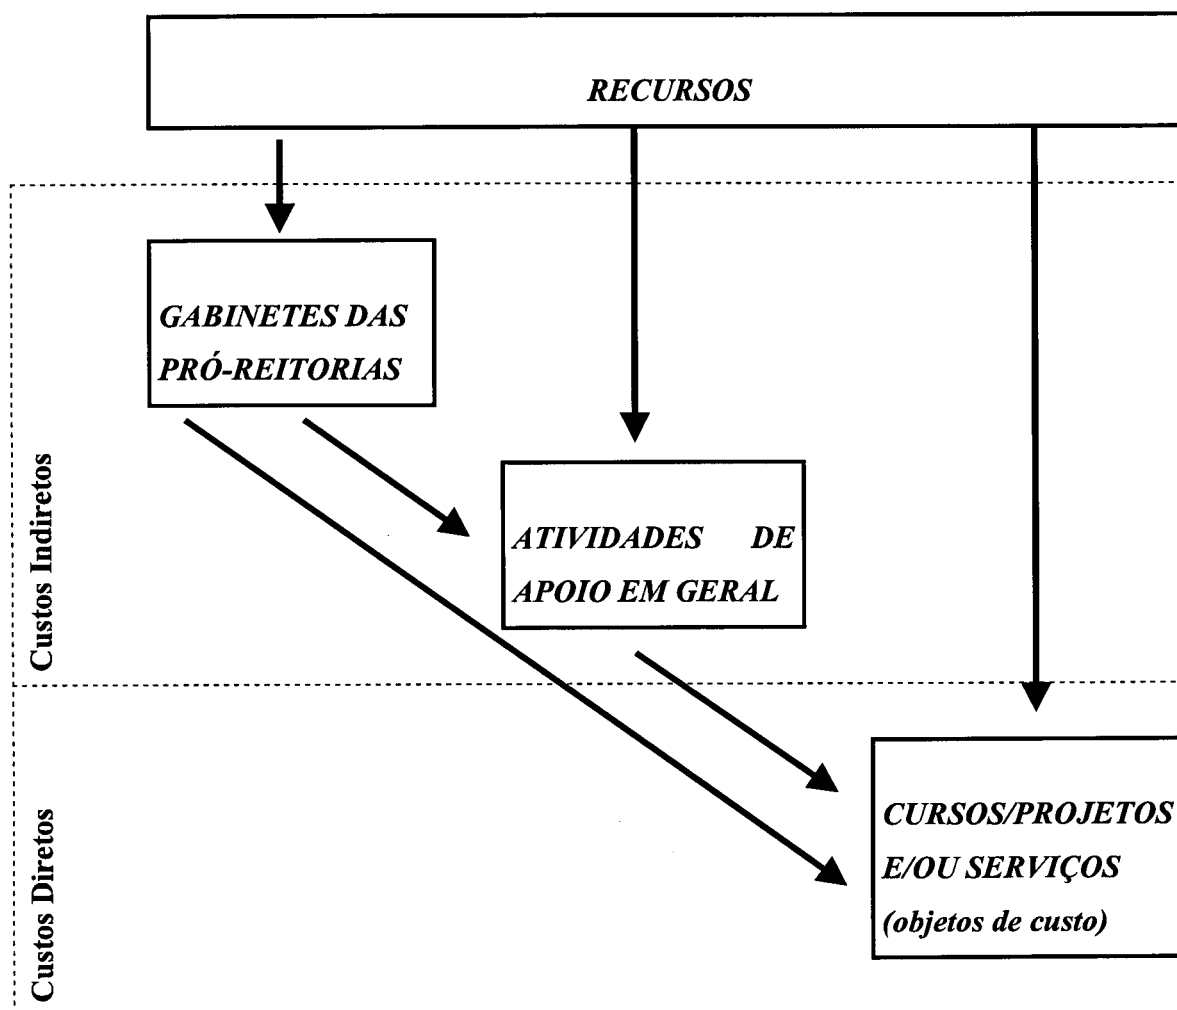 RECURSOS
GABINETES DAS
PRÓ-REITORIAS
Custos Indiretos
ATIVIDADES DE
APOIO EM GERAL
Custos Diretos
CURSOS/PROJETOS
E/OU SERVIÇOS
(objetos de custo)